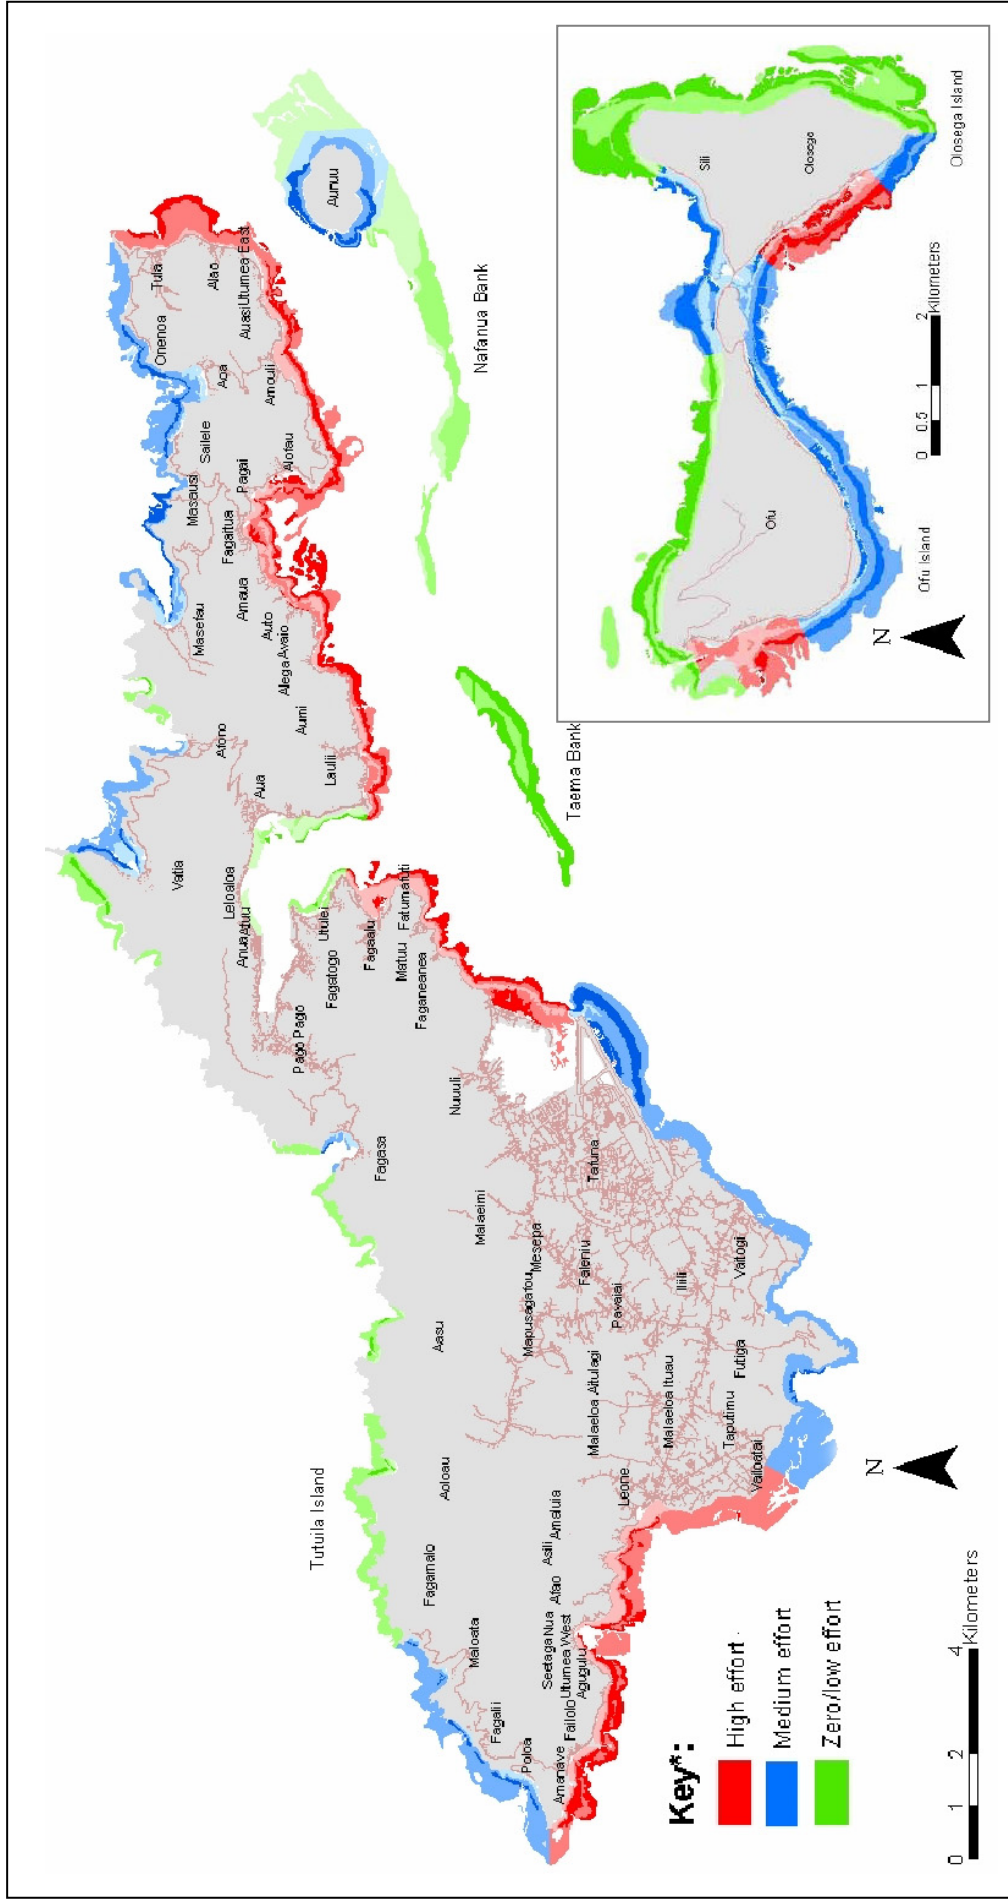 Tutuila Island
Poloa
Fagalii
Maloata
Fagamalo
Aoloau
Aasu
Fagasa
Amanave
Failolo
Utumea West
Agugulu
Seetaga
Nua
Afao
Asili
Amaluia
Leone
Malaeloa Aitulagi
Malaeloa Ituau
Taputimu
Vailoatai
Futiga
Vaitogi
Iliili
Pavaiai
Faleniu
Mapusagafou
Mesepa
Malaeimi
Tafuna
Nuuuli
Faganeanea
Matuu
Fatumafuti
Fagaalu
Utulei
Fagatogo
Pago Pago
Anua
Atuu
Leloaloa
Aua
Vatia
Afono
Laulii
Aumi
Alega
Avaio
Auto
Amaua
Masefau
Fagaitua
Masausi
Pagai
Sailele
Alofau
Aoa
Amouli
Onenoa
Tula
Alao
Auasi
Utumea East
Aunuu
Nafanua Bank
Taema Bank
Ofu Island
Ofu
Olosega Island
Sili
Olosega
N
0 0.5 1 2
Kilometers
N
Key*:
High effort
Medium effort
Zero/low effort
0 1 2 4
Kilometers